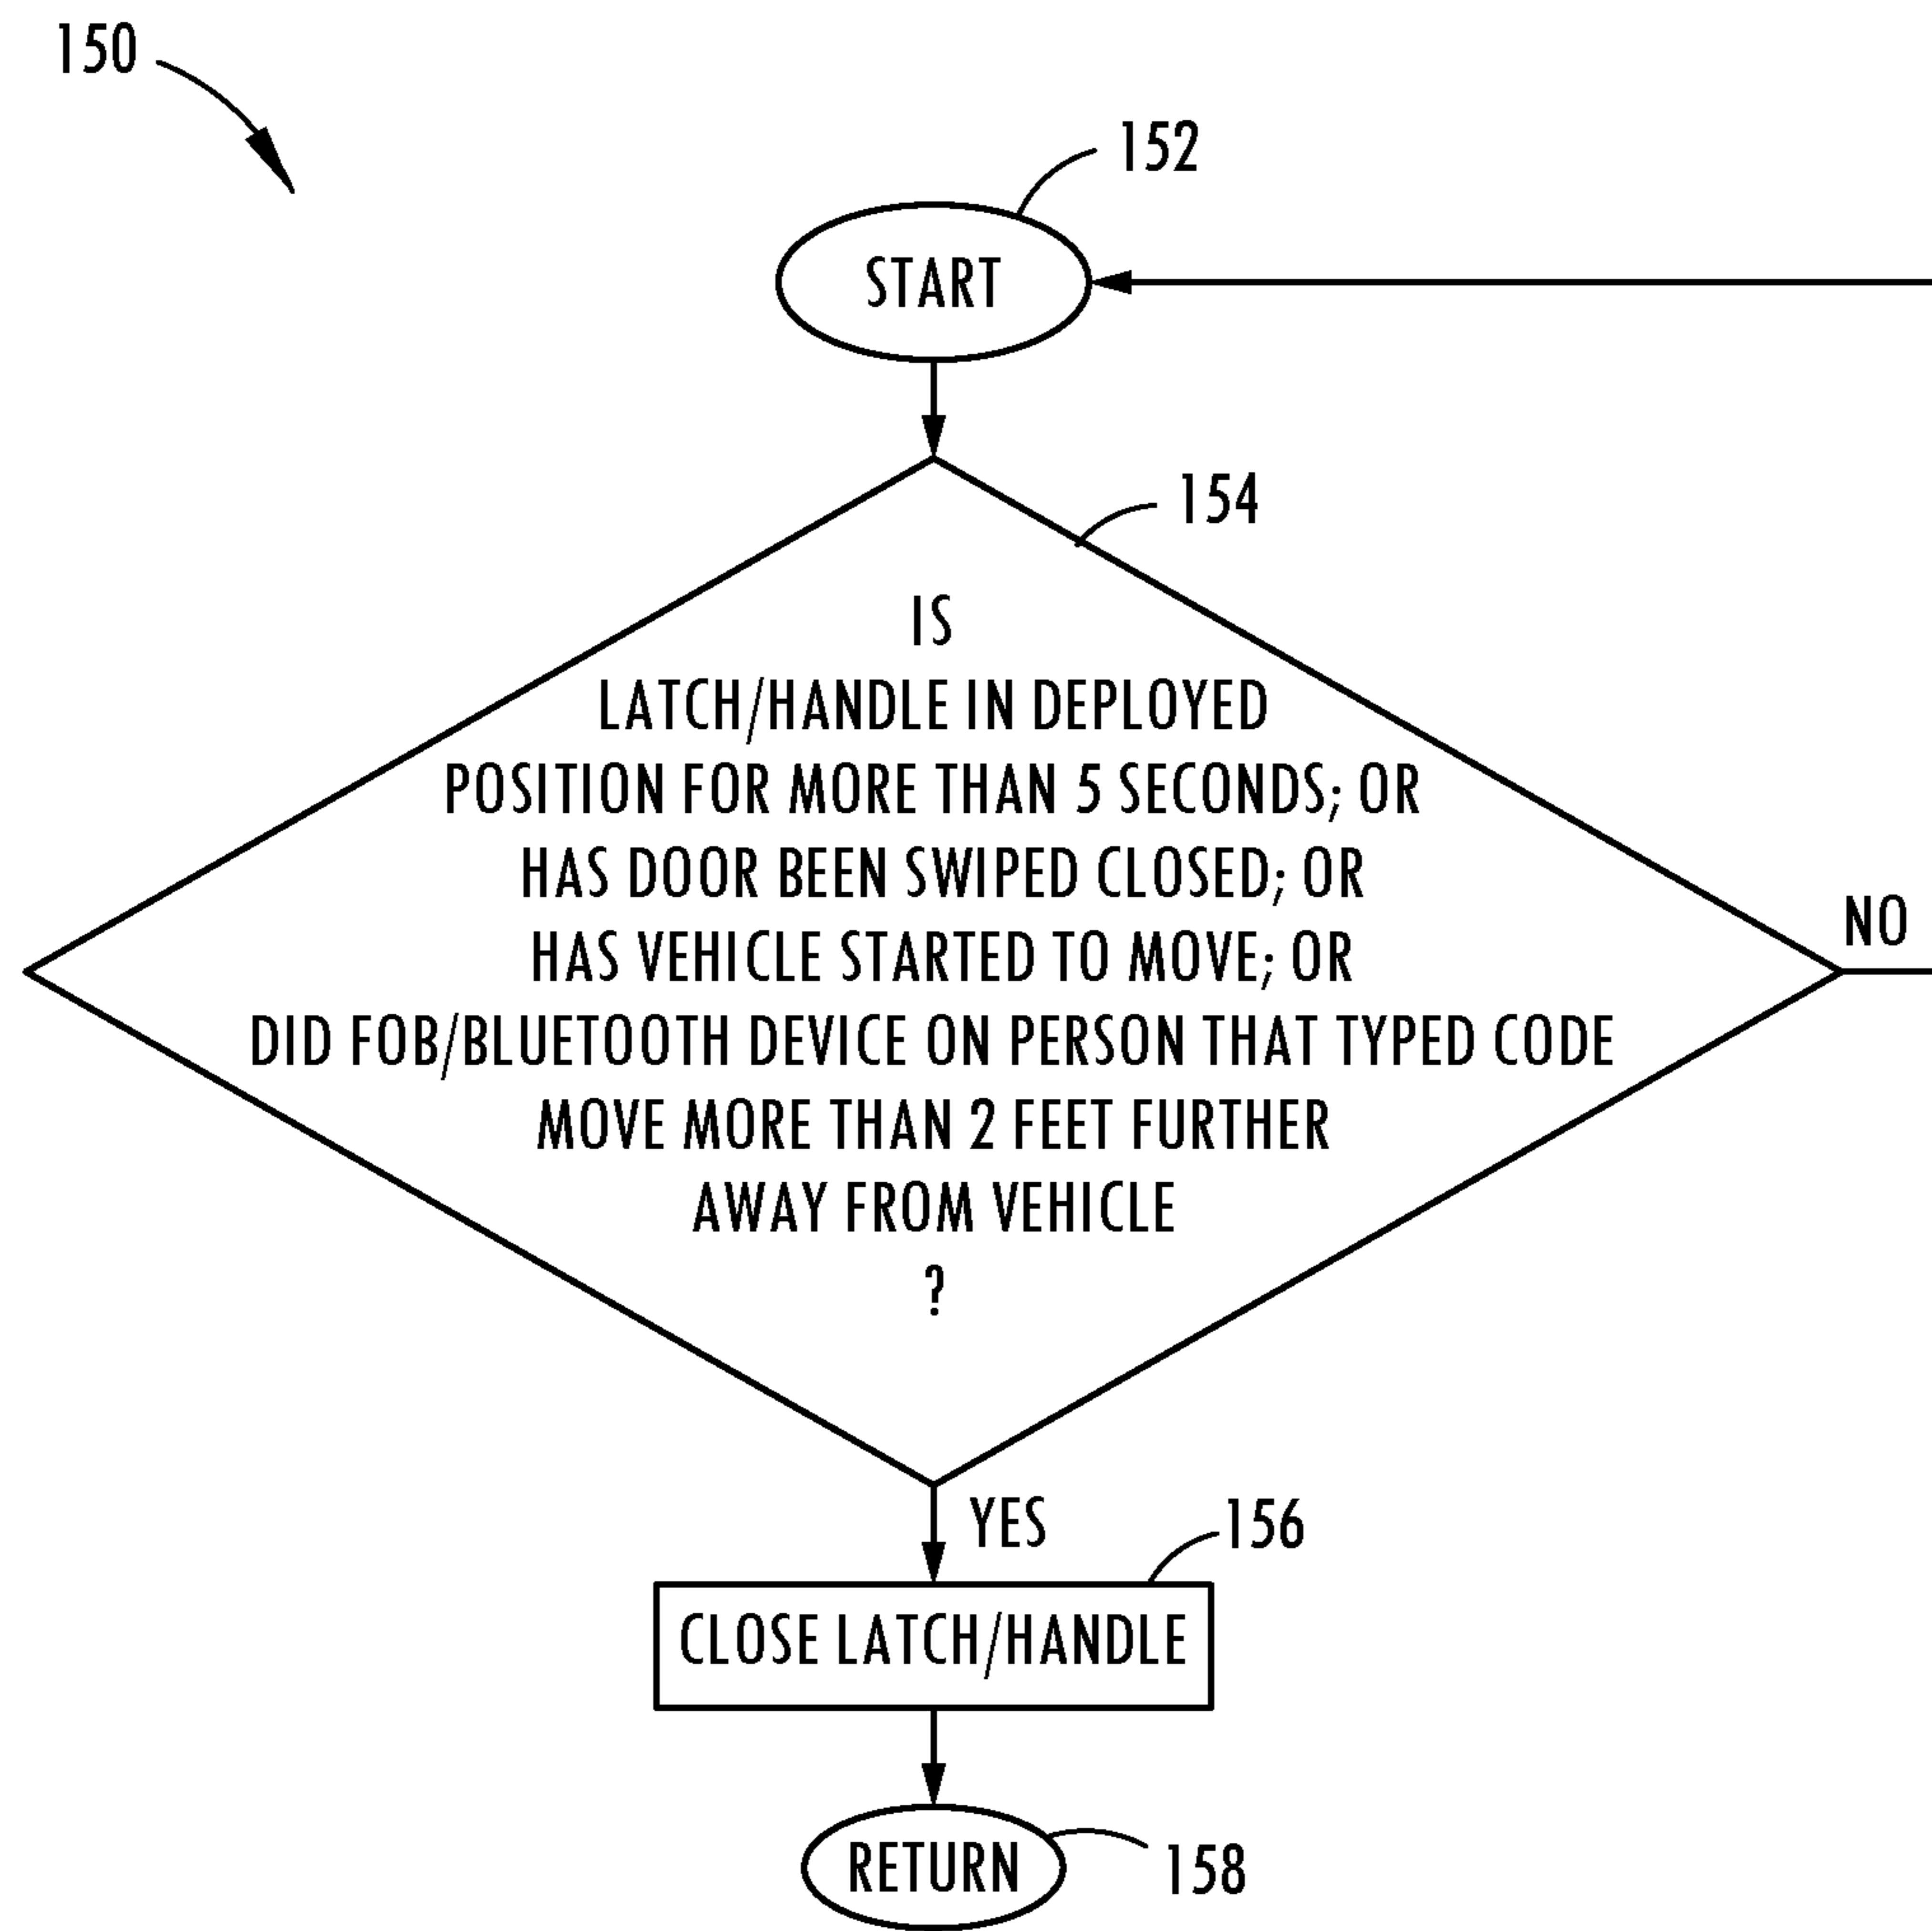 150
152
START
154
IS
LATCH/HANDLE IN DEPLOYED
POSITION FOR MORE THAN 5 SECONDS; OR
HAS DOOR BEEN SWIPED CLOSED; OR
HAS VEHICLE STARTED TO MOVE; OR
DID FOB/BLUETOOTH DEVICE ON PERSON THAT TYPED CODE
MOVE MORE THAN 2 FEET FURTHER
AWAY FROM VEHICLE
?
NO
YES
156
CLOSE LATCH/HANDLE
RETURN
158